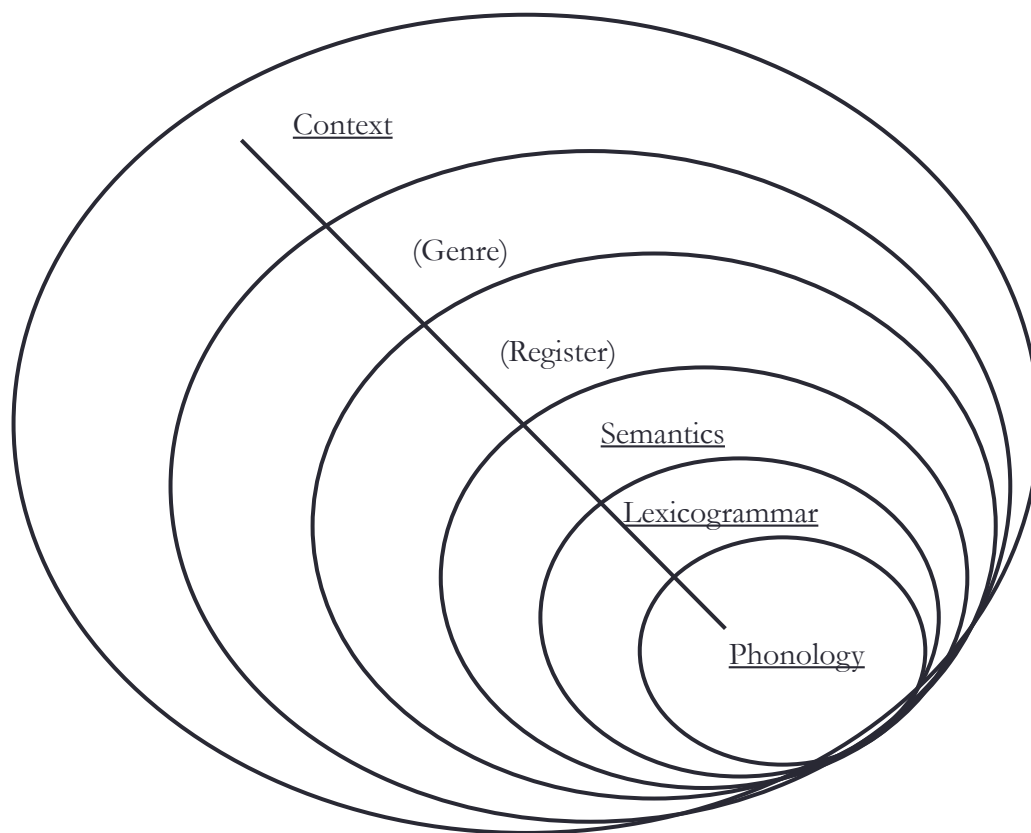 Context
(Genre)
(Register)
Semantics
Lexicogrammar
Phonology